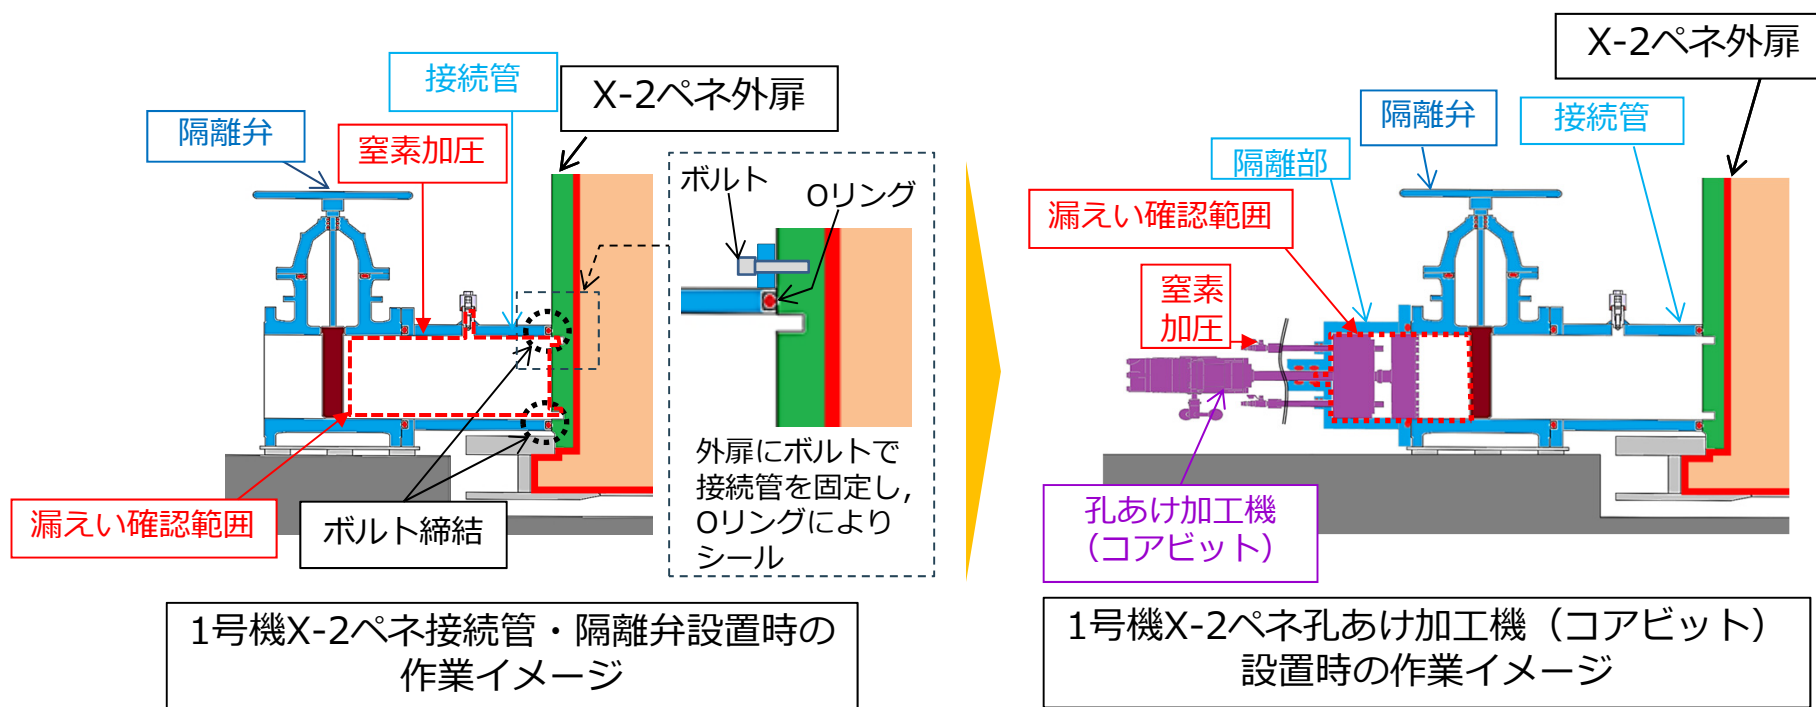 接続管
X-2ペネ外扉
隔離弁
窒素加圧
ボルト
Oリング
外扉にボルトで
接続管を固定し,
Oリングにより
シール
漏えい確認範囲
ボルト締結
1号機X-2ペネ接続管・隔離弁設置時の
作業イメージ
X-2ペネ外扉
隔離弁
接続管
隔離部
漏えい確認範囲
窒素
加圧
孔あけ加工機
（コアビット）
1号機X-2ペネ孔あけ加工機（コアビット）
設置時の作業イメージ